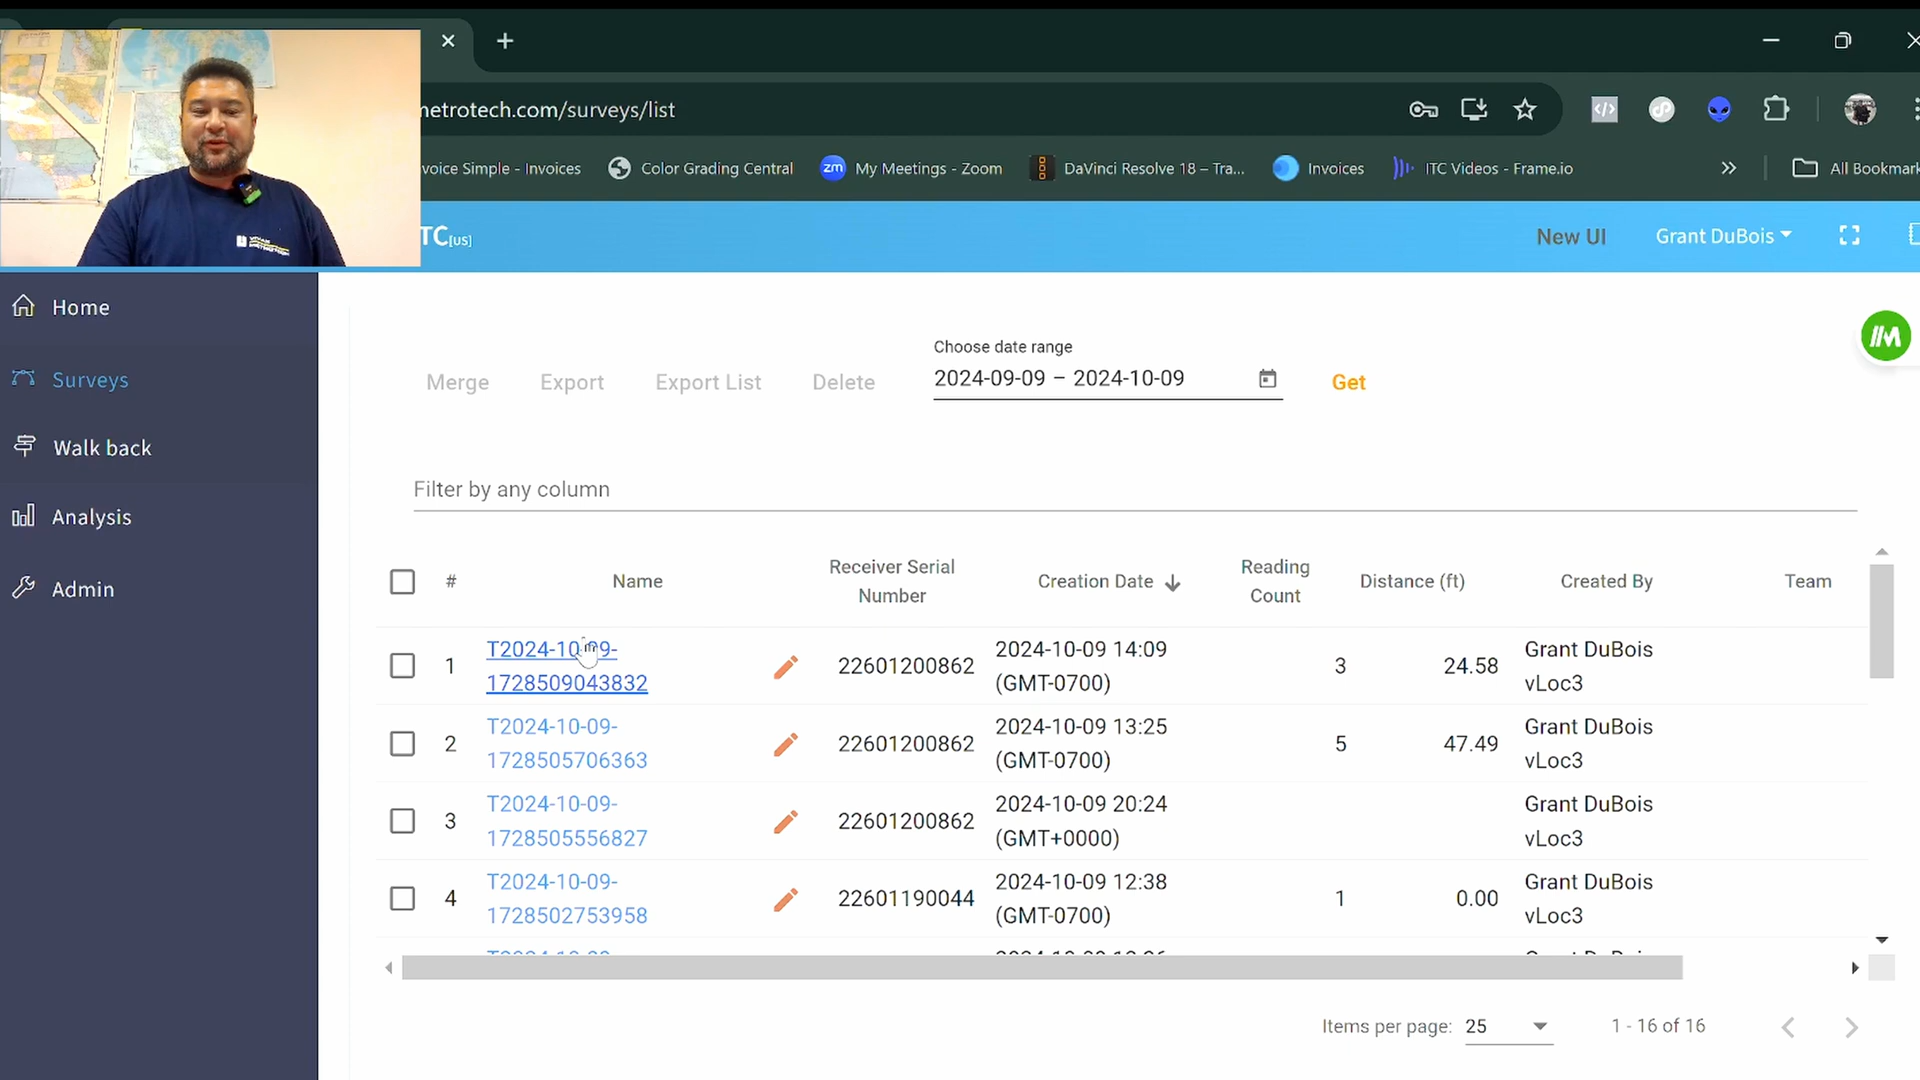 netrotech.com/surveys/list
voice Simple - Invoices
Color Grading Central
zm
My Meetings - Zoom
DaVinci Resolve 18 – Tra...
Invoices
ITC Videos - Frame.io
All Bookmark
TC[US]
New UI
Grant DuBois
Home
Surveys
Walk back
Analysis
Admin
Merge
Export
Export List
Delete
Choose date range
2024-09-09 – 2024-10-09
Get
Filter by any column
#
Name
Receiver Serial
Number
Creation Date
Reading
Count
Distance (ft)
Created By
Team
1
T2024-10-09-
1728509043832
22601200862
2024-10-09 14:09
(GMT-0700)
3
24.58
Grant DuBois
vLoc3
2
T2024-10-09-
1728505706363
22601200862
2024-10-09 13:25
(GMT-0700)
5
47.49
Grant DuBois
vLoc3
3
T2024-10-09-
1728505556827
22601200862
2024-10-09 20:24
(GMT+0000)
Grant DuBois
vLoc3
4
T2024-10-09-
1728502753958
22601190044
2024-10-09 12:38
(GMT-0700)
1
0.00
Grant DuBois
vLoc3
Items per page:
25
1 - 16 of 16